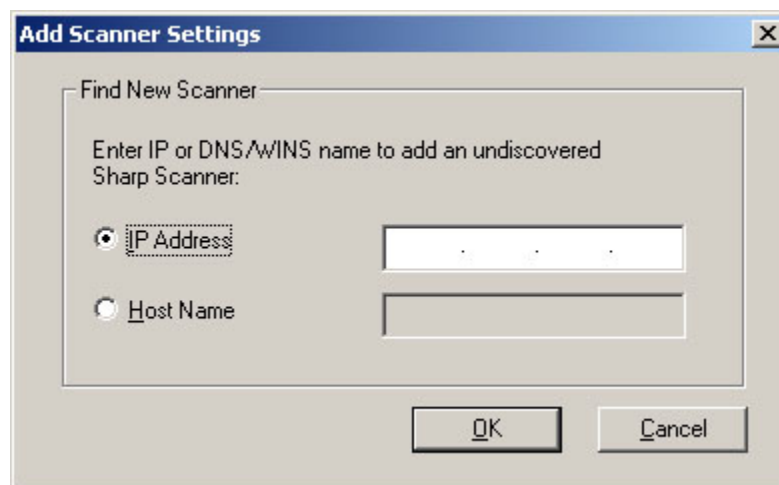 Add Scanner Settings
Find New Scanner
Enter IP or DNS/WINS name to add an undiscovered
Sharp Scanner:
IP Address . . .
Host Name
OK Cancel